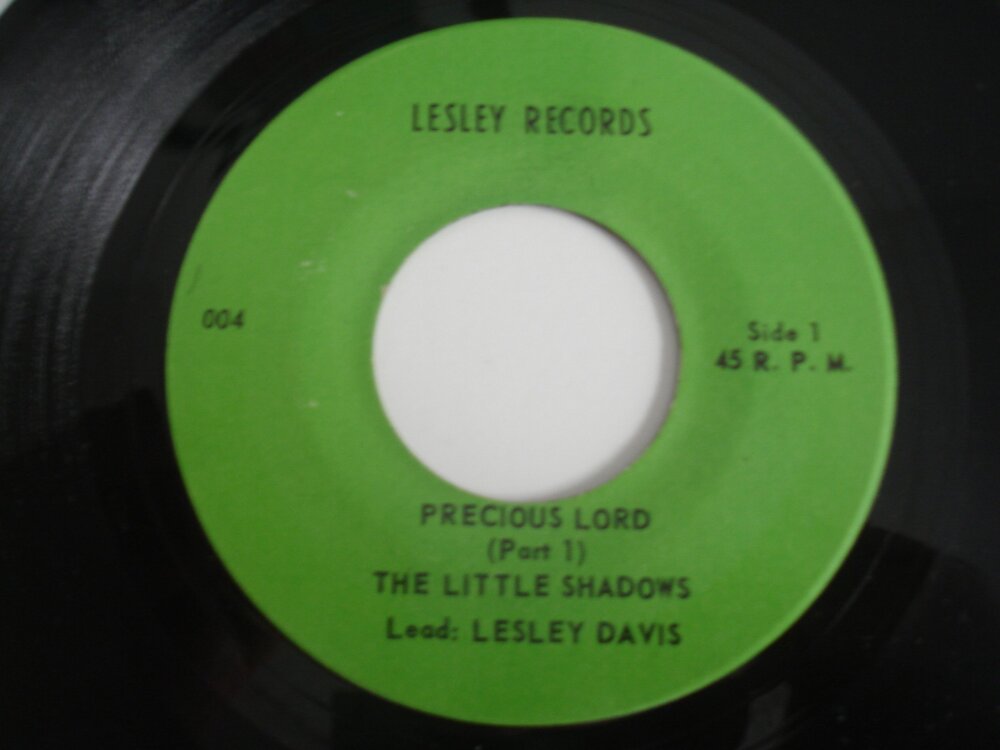 LESLEY RECORDS
004
Side 1
45 R. P. M.
PRECIOUS LORD
(Part 1)
THE LITTLE SHADOWS
Lead: LESLEY DAVIS